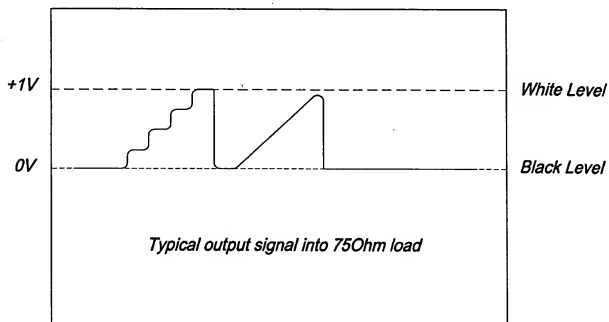 +1V
White Level
0V
Black Level
Typical output signal into 75Ohm load